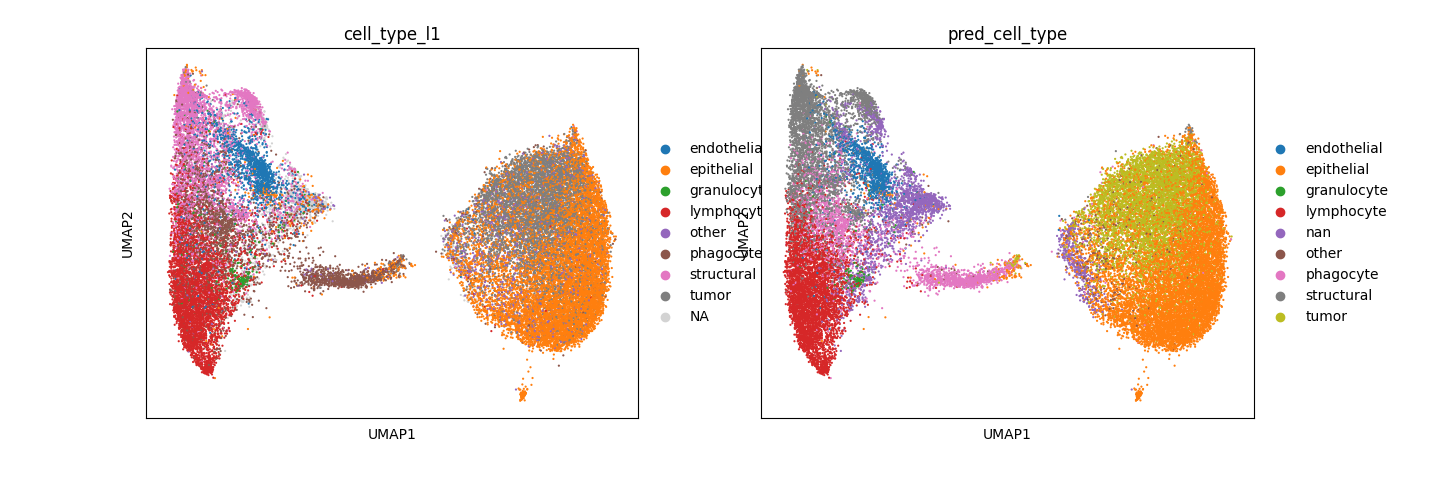 cell_type_l1
UMAP2
UMAP1
endothelia
epithelial
granulocyt
lymphocyt
other
phagocyte
structural
tumor
NA
pred_cell_type
UMAP2
UMAP1
endothelial
epithelial
granulocyte
lymphocyte
nan
other
phagocyte
structural
tumor